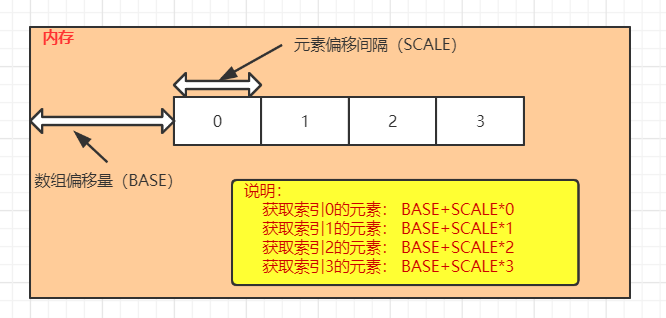 内存
元素偏移间隔（SCALE）
0 1 2 3
数组偏移量（BASE）
说明：
获取索引0的元素： BASE+SCALE*0
获取索引1的元素： BASE+SCALE*1
获取索引2的元素： BASE+SCALE*2
获取索引3的元素： BASE+SCALE*3